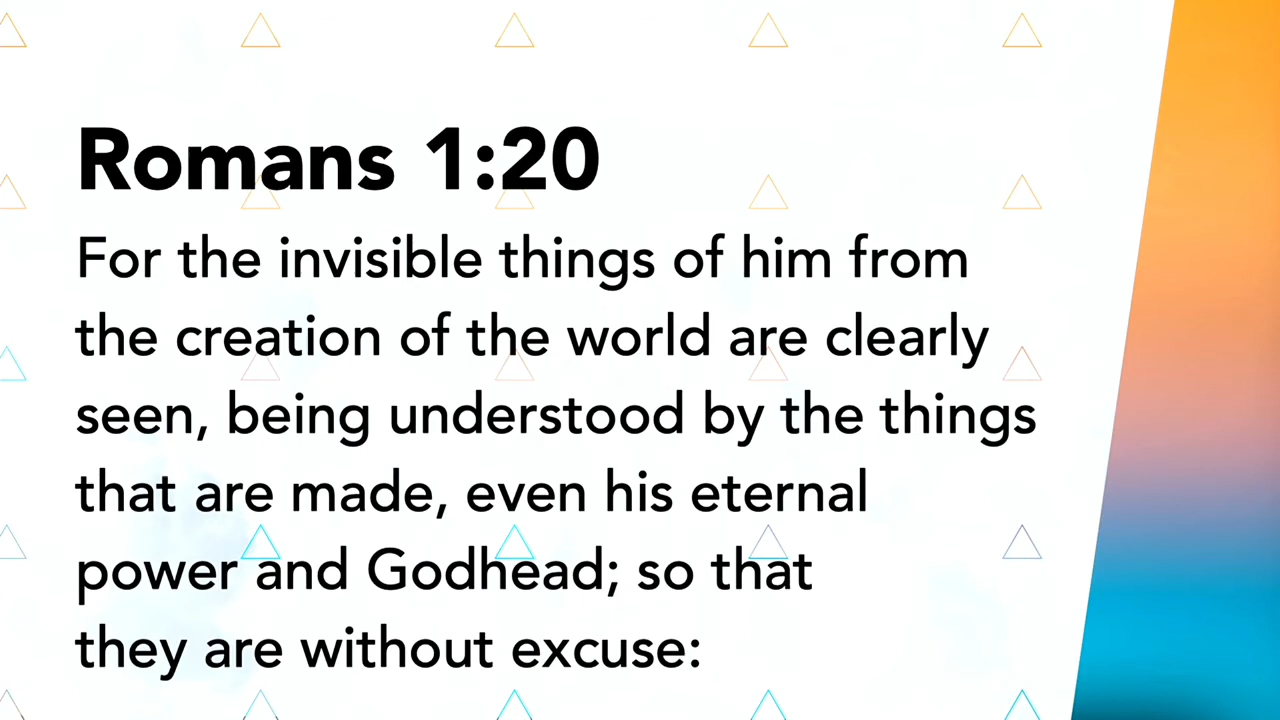 Romans 1:20
For the invisible things of him from
the creation of the world are clearly
seen, being understood by the things
that are made, even his eternal
power and Godhead; so that
they are without excuse: